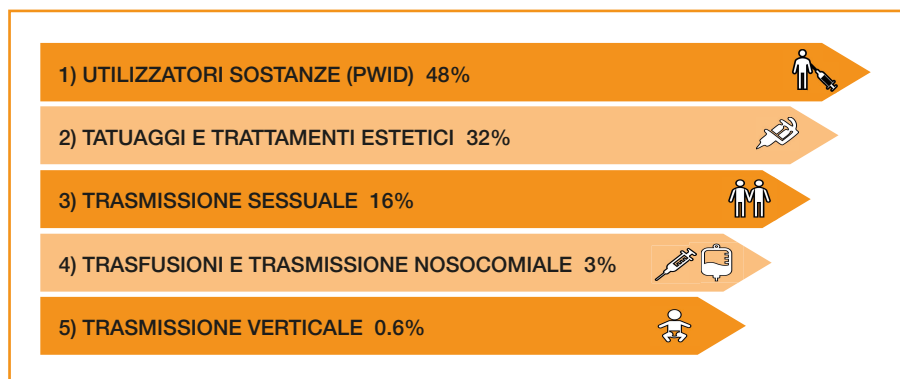 1) UTILIZZATORI SOSTANZE (PWID) 48%
2) TATUAGGI E TRATTAMENTI ESTETICI 32%
3) TRASMISSIONE SESSUALE 16%
4) TRASFUSIONI E TRASMISSIONE NOSOCOMIALE 3%
5) TRASMISSIONE VERTICALE 0.6%